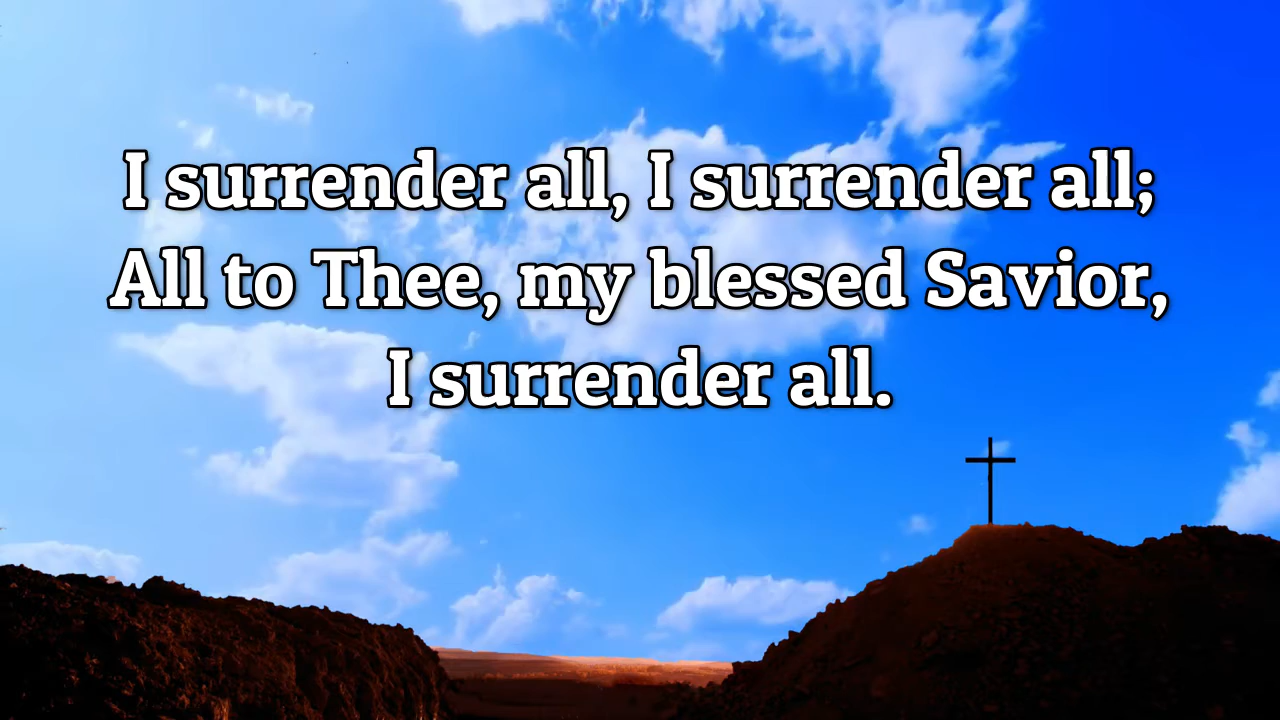 I surrender all, I surrender all;
All to Thee, my blessed Savior,
I surrender all.